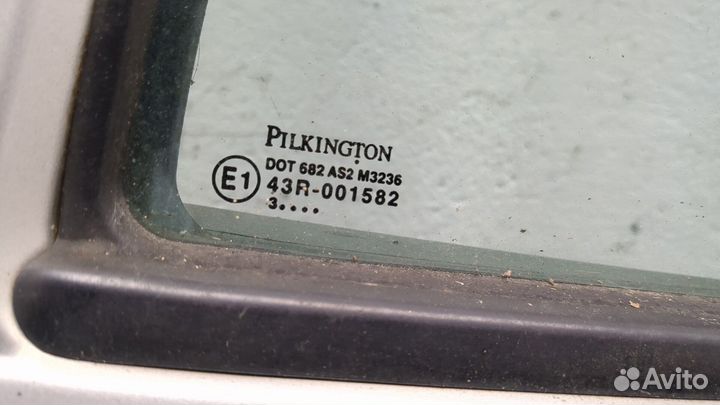 PILKINGTON
DOT 682 AS2 M3236
E1
43R-001582
3....
Avito